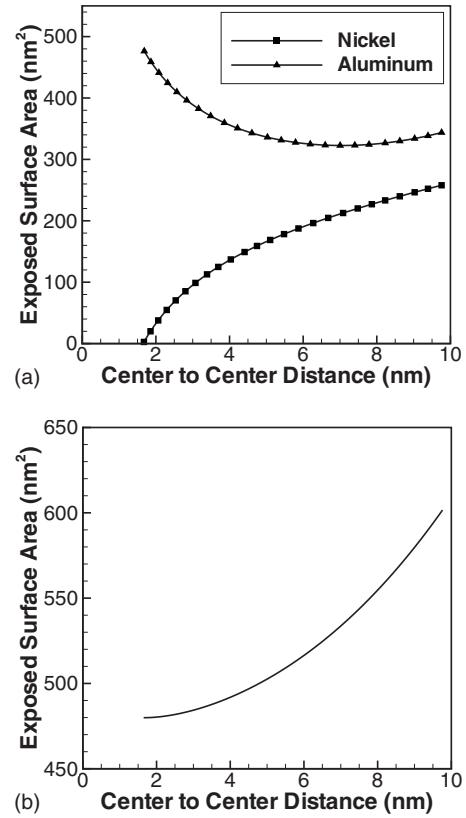 500
400
300
200
100
0
Exposed Surface Area (nm²)
Nickel
Aluminum
0 2 4 6 8 10
(a) Center to Center Distance (nm)
650
600
550
500
450
Exposed Surface Area (nm²)
0 2 4 6 8 10
(b) Center to Center Distance (nm)